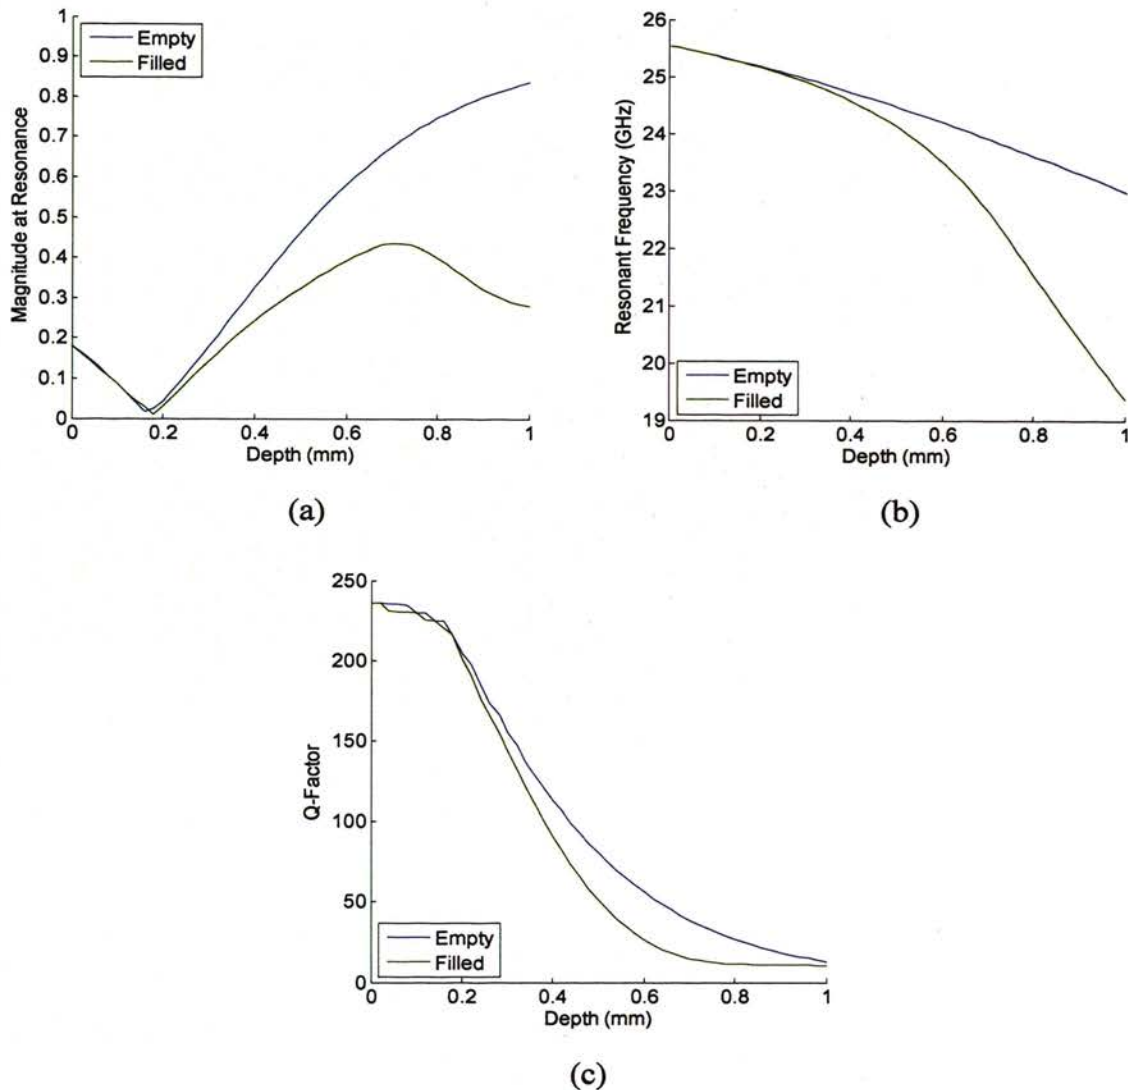 1
0.9
0.8
0.7
0.6
0.5
0.4
0.3
0.2
0.1
0
Magnitude at Resonance
Empty
Filled
0
0.2
0.4
0.6
0.8
1
Depth (mm)
(a)
26
25
24
23
22
21
20
19
Resonant Frequency (GHz)
Empty
Filled
0
0.2
0.4
0.6
0.8
1
Depth (mm)
(b)
250
200
150
100
50
0
Q-Factor
Empty
Filled
0
0.2
0.4
0.6
0.8
1
Depth (mm)
(c)